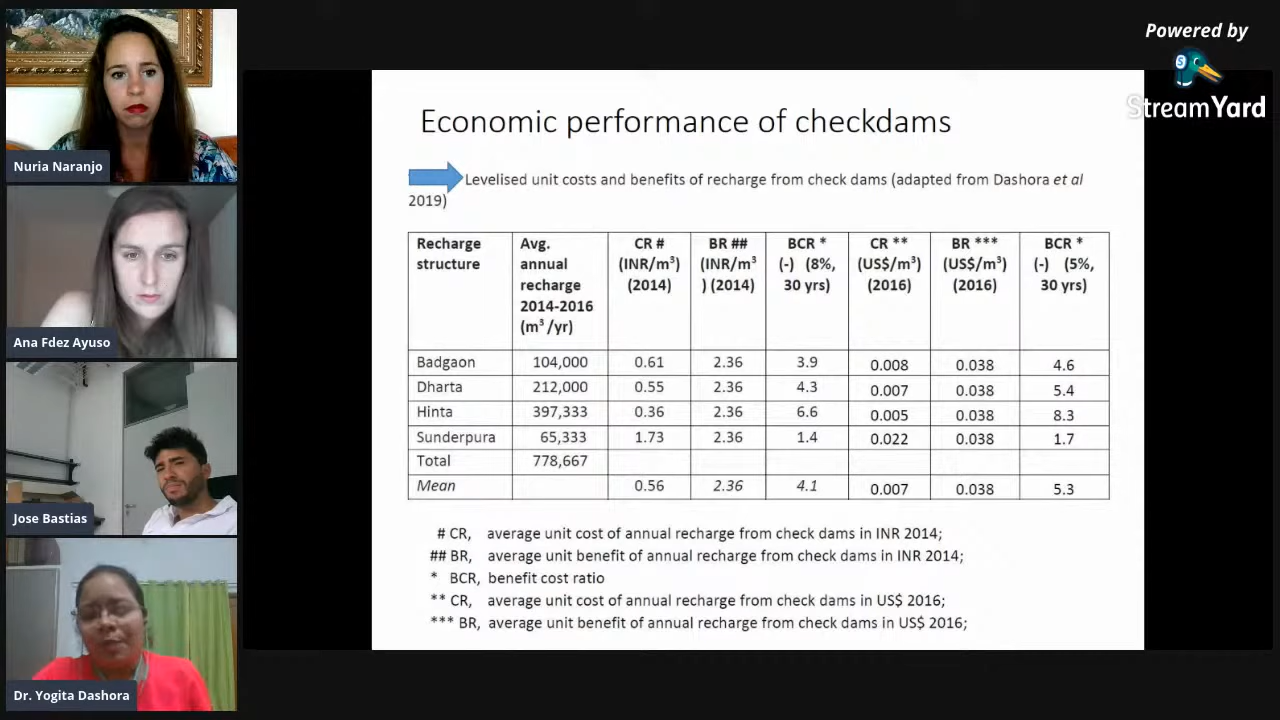 Nuria Naranjo
Ana Fdez Ayuso
Jose Bastias
Dr. Yogita Dashora
Powered by
StreamYard
Economic performance of checkdams
Levelised unit costs and benefits of recharge from check dams (adapted from Dashora et al
2019)
Recharge structure | Avg. annual recharge 2014-2016 (m³/yr) | CR # (INR/m³) (2014) | BR ## (INR/m³) (2014) | BCR * (-) (8%, 30 yrs) | CR ** (US$/m³) (2016) | BR *** (US$/m³) (2016) | BCR * (-) (5%, 30 yrs)
Badgaon | 104,000 | 0.61 | 2.36 | 3.9 | 0.008 | 0.038 | 4.6
Dharta | 212,000 | 0.55 | 2.36 | 4.3 | 0.007 | 0.038 | 5.4
Hinta | 397,333 | 0.36 | 2.36 | 6.6 | 0.005 | 0.038 | 8.3
Sunderpura | 65,333 | 1.73 | 2.36 | 1.4 | 0.022 | 0.038 | 1.7
Total | 778,667
Mean | 0.56 | 2.36 | 4.1 | 0.007 | 0.038 | 5.3
# CR, average unit cost of annual recharge from check dams in INR 2014;
## BR, average unit benefit of annual recharge from check dams in INR 2014;
* BCR, benefit cost ratio
** CR, average unit cost of annual recharge from check dams in US$ 2016;
*** BR, average unit benefit of annual recharge from check dams in US$ 2016;